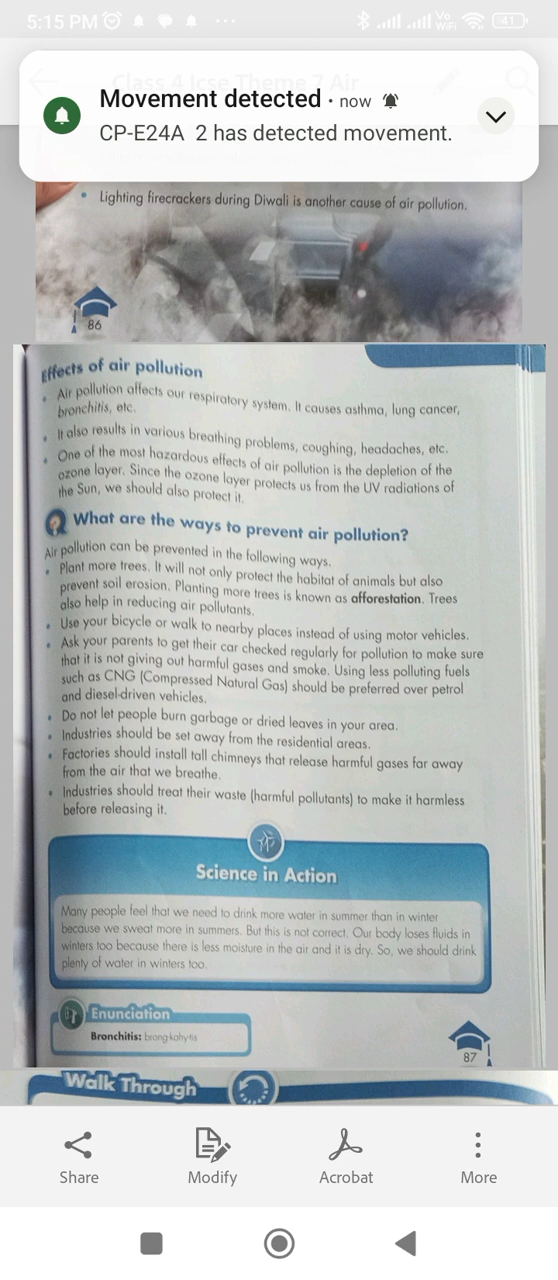 5:15 PM
Vo
WiFi
41
Class 4 Icse Theme 7 Air
Movement detected • now
CP-E24A 2 has detected movement.
• Lighting firecrackers during Diwali is another cause of air pollution.
86
Effects of air pollution
• Air pollution affects our respiratory system. It causes asthma, lung cancer,
bronchitis, etc.
• It also results in various breathing problems, coughing, headaches, etc.
• One of the most hazardous effects of air pollution is the depletion of the
ozone layer. Since the ozone layer protects us from the UV radiations of
the Sun, we should also protect it.
What are the ways to prevent air pollution?
Air pollution can be prevented in the following ways.
• Plant more trees. It will not only protect the habitat of animals but also
prevent soil erosion. Planting more trees is known as afforestation. Trees
also help in reducing air pollutants.
• Use your bicycle or walk to nearby places instead of using motor vehicles.
• Ask your parents to get their car checked regularly for pollution to make sure
that it is not giving out harmful gases and smoke. Using less polluting fuels
such as CNG (Compressed Natural Gas) should be preferred over petrol
and diesel-driven vehicles.
• Do not let people burn garbage or dried leaves in your area.
• Industries should be set away from the residential areas.
• Factories should install tall chimneys that release harmful gases far away
from the air that we breathe.
• Industries should treat their waste (harmful pollutants) to make it harmless
before releasing it.
Science in Action
Many people feel that we need to drink more water in summer than in winter
because we sweat more in summers. But this is not correct. Our body loses fluids in
winters too because there is less moisture in the air and it is dry. So, we should drink
plenty of water in winters too.
Enunciation
Bronchitis: brong·kahy·tis
87
Walk Through
Share
Modify
Acrobat
More